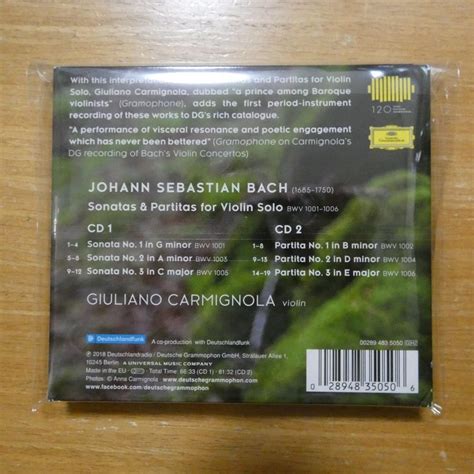 With this interpretation of the Sonatas and Partitas for Violin
Solo, Giuliano Carmignola, dubbed "a prince among Baroque
violinists" (Gramophone), adds the first period-instrument
recording of these works to DG's rich catalogue.
"A performance of visceral resonance and poetic engagement
which has never been bettered" (Gramophone on Carmignola's
DG recording of Bach's Violin Concertos)
120
JOHANN SEBASTIAN BACH (1685-1750)
Sonatas & Partitas for Violin Solo BWV 1001-1006
CD 1
1-4 Sonata No. 1 in G minor BWV 1001
5-8 Sonata No. 2 in A minor BWV 1003
9-12 Sonata No. 3 in C major BWV 1005
CD 2
1-8 Partita No. 1 in B minor BWV 1002
9-13 Partita No. 2 in D minor BWV 1004
14-19 Partita No. 3 in E major BWV 1006
GIULIANO CARMIGNOLA violin
Deutschlandfunk
A co-production with Deutschlandfunk
℗ 2018 Deutschlandradio / Deutsche Grammophon GmbH, Stralauer Allee 1,
10245 Berlin A UNIVERSAL MUSIC COMPANY
Made in the EU Total Time: 66:33 (CD 1) · 81:32 (CD 2)
Photos: © Anna Carmignola www.deutschegrammophon.com
www.facebook.com/deutschegrammophon
00289 483 5050 GH2
0 28948 35050 6